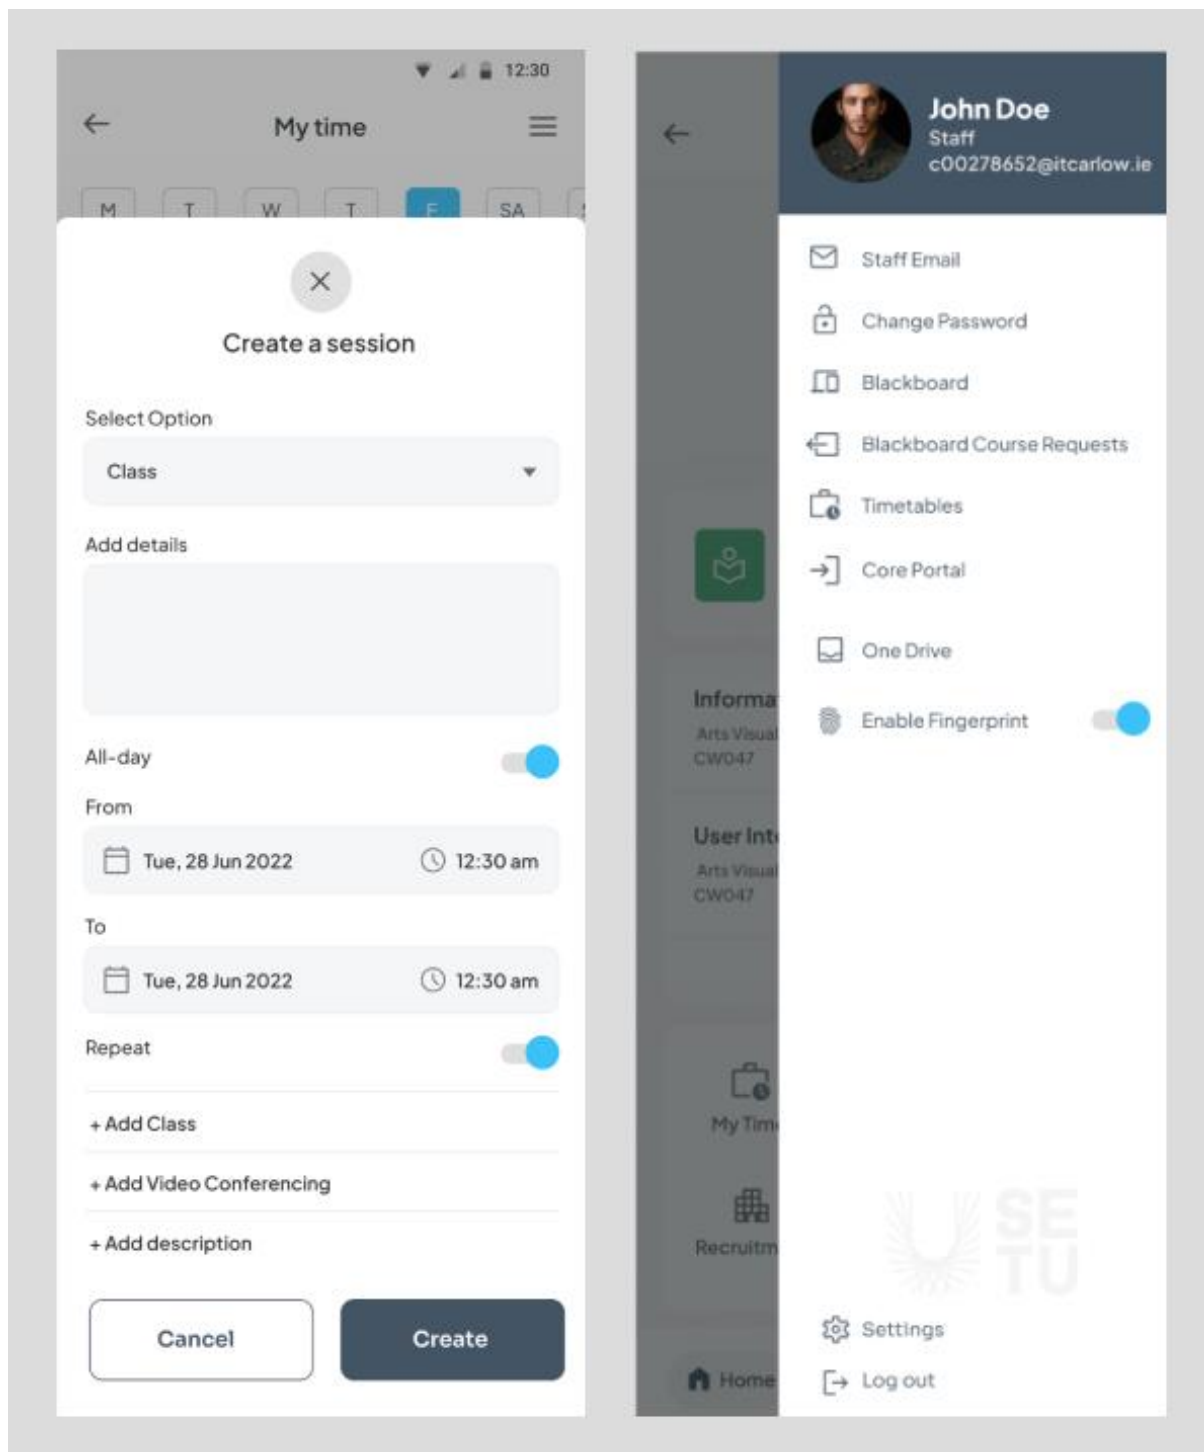 12:30
My time
M T W T F SA
Create a session
Select Option
Class
Add details
All-day
From
Tue, 28 Jun 2022 12:30 am
To
Tue, 28 Jun 2022 12:30 am
Repeat
+ Add Class
+ Add Video Conferencing
+ Add description
Cancel Create
John Doe
Staff
c00278652@itcarlow.ie
Staff Email
Change Password
Blackboard
Blackboard Course Requests
Timetables
Core Portal
One Drive
Enable Fingerprint
Informa
Arts Visual
CW047
User Inte
Arts Visual
CW047
My Time
Recruitm
SE
TU
Settings
Home
Log out